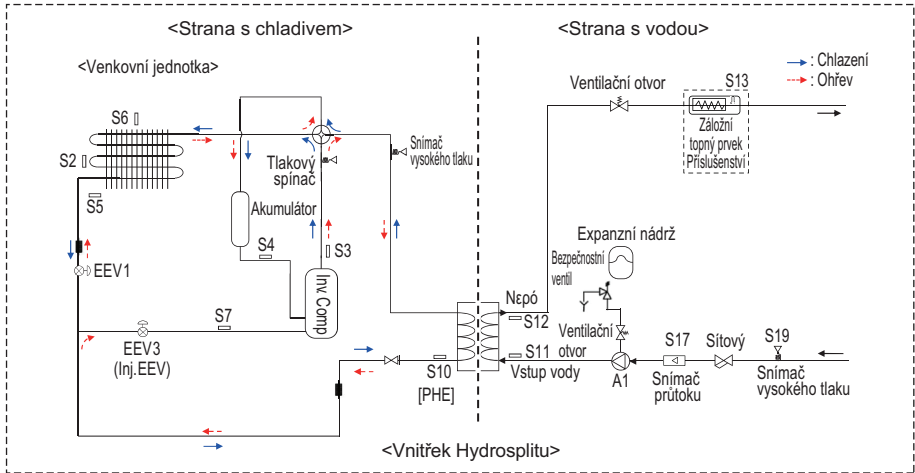 <Strana s chladivem>
<Strana s vodou>
<Venkovní jednotka>
: Chlazení
: Ohřev
Ventilační otvor
S13
Záložní
topný prvek
Příslušenství
S6
S2
S5
Tlakový
spínač
Snímač
vysokého tlaku
Akumulátor
S4
S3
Inv. Comp
EEV1
S7
EEV3
(Inj.EEV)
Expanzní nádrž
Bezpečnostní
ventil
Νερό
S12
Ventilační
otvor
S11
Vstup vody
S10
[PHE]
A1
S17
Snímač
průtoku
Sítový
S19
Snímač
vysokého tlaku
<Vnitřek Hydrosplitu>